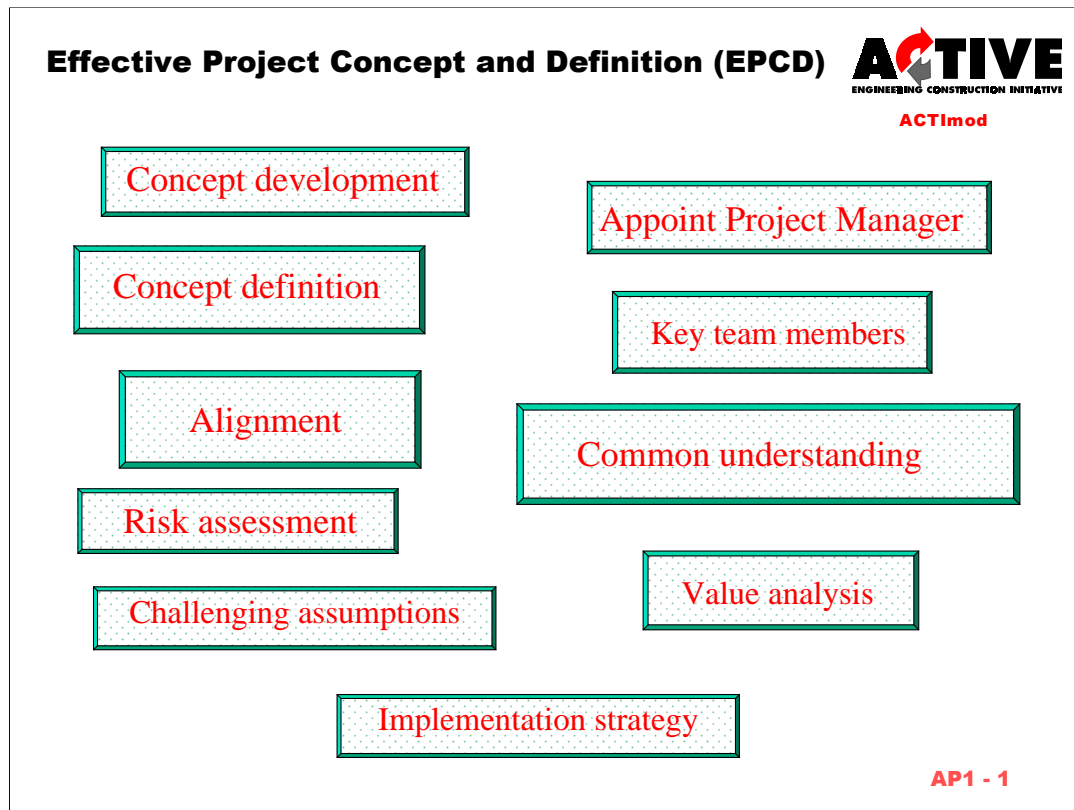 Effective Project Concept and Definition (EPCD)
ACTIVE
ENGINEERING CONSTRUCTION INITIATIVE
ACTImod
Concept development
Appoint Project Manager
Concept definition
Key team members
Alignment
Common understanding
Risk assessment
Value analysis
Challenging assumptions
Implementation strategy
AP1 - 1